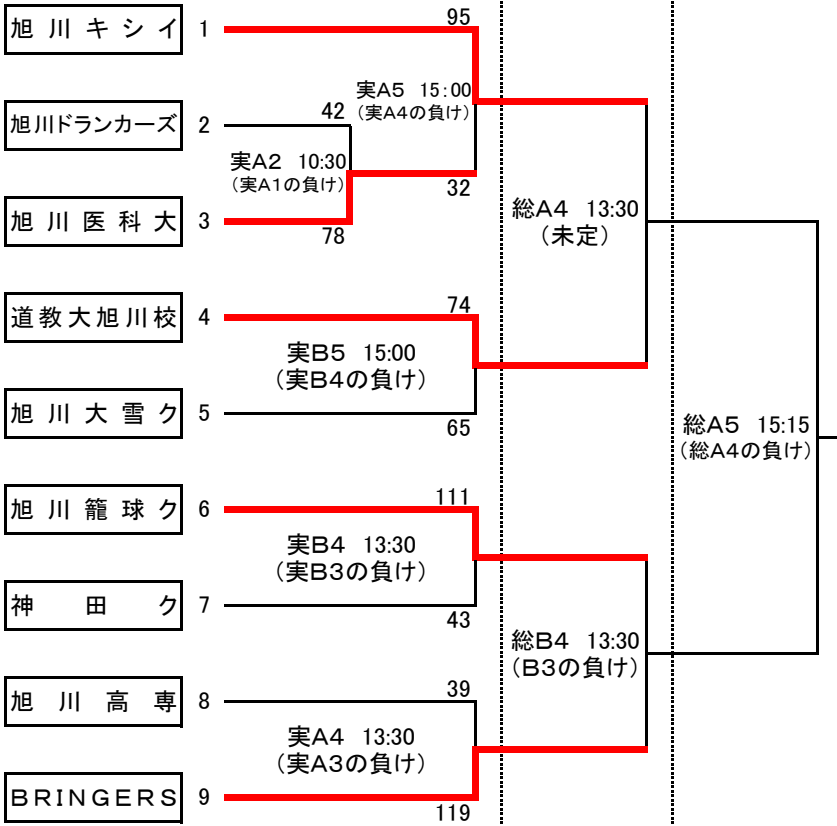 旭川キシイ 1
95
実A5 15:00
(実A4の負け)
旭川ドランカーズ 2
42
実A2 10:30
(実A1の負け)
32
旭川医科大 3
78
総A4 13:30
(未定)
道教大旭川校 4
74
実B5 15:00
(実B4の負け)
旭川大雪ク 5
65
総A5 15:15
(総A4の負け)
旭川籠球ク 6
111
実B4 13:30
(実B3の負け)
神田ク 7
43
総B4 13:30
(B3の負け)
旭川高専 8
39
実A4 13:30
(実A3の負け)
BRINGERS 9
119